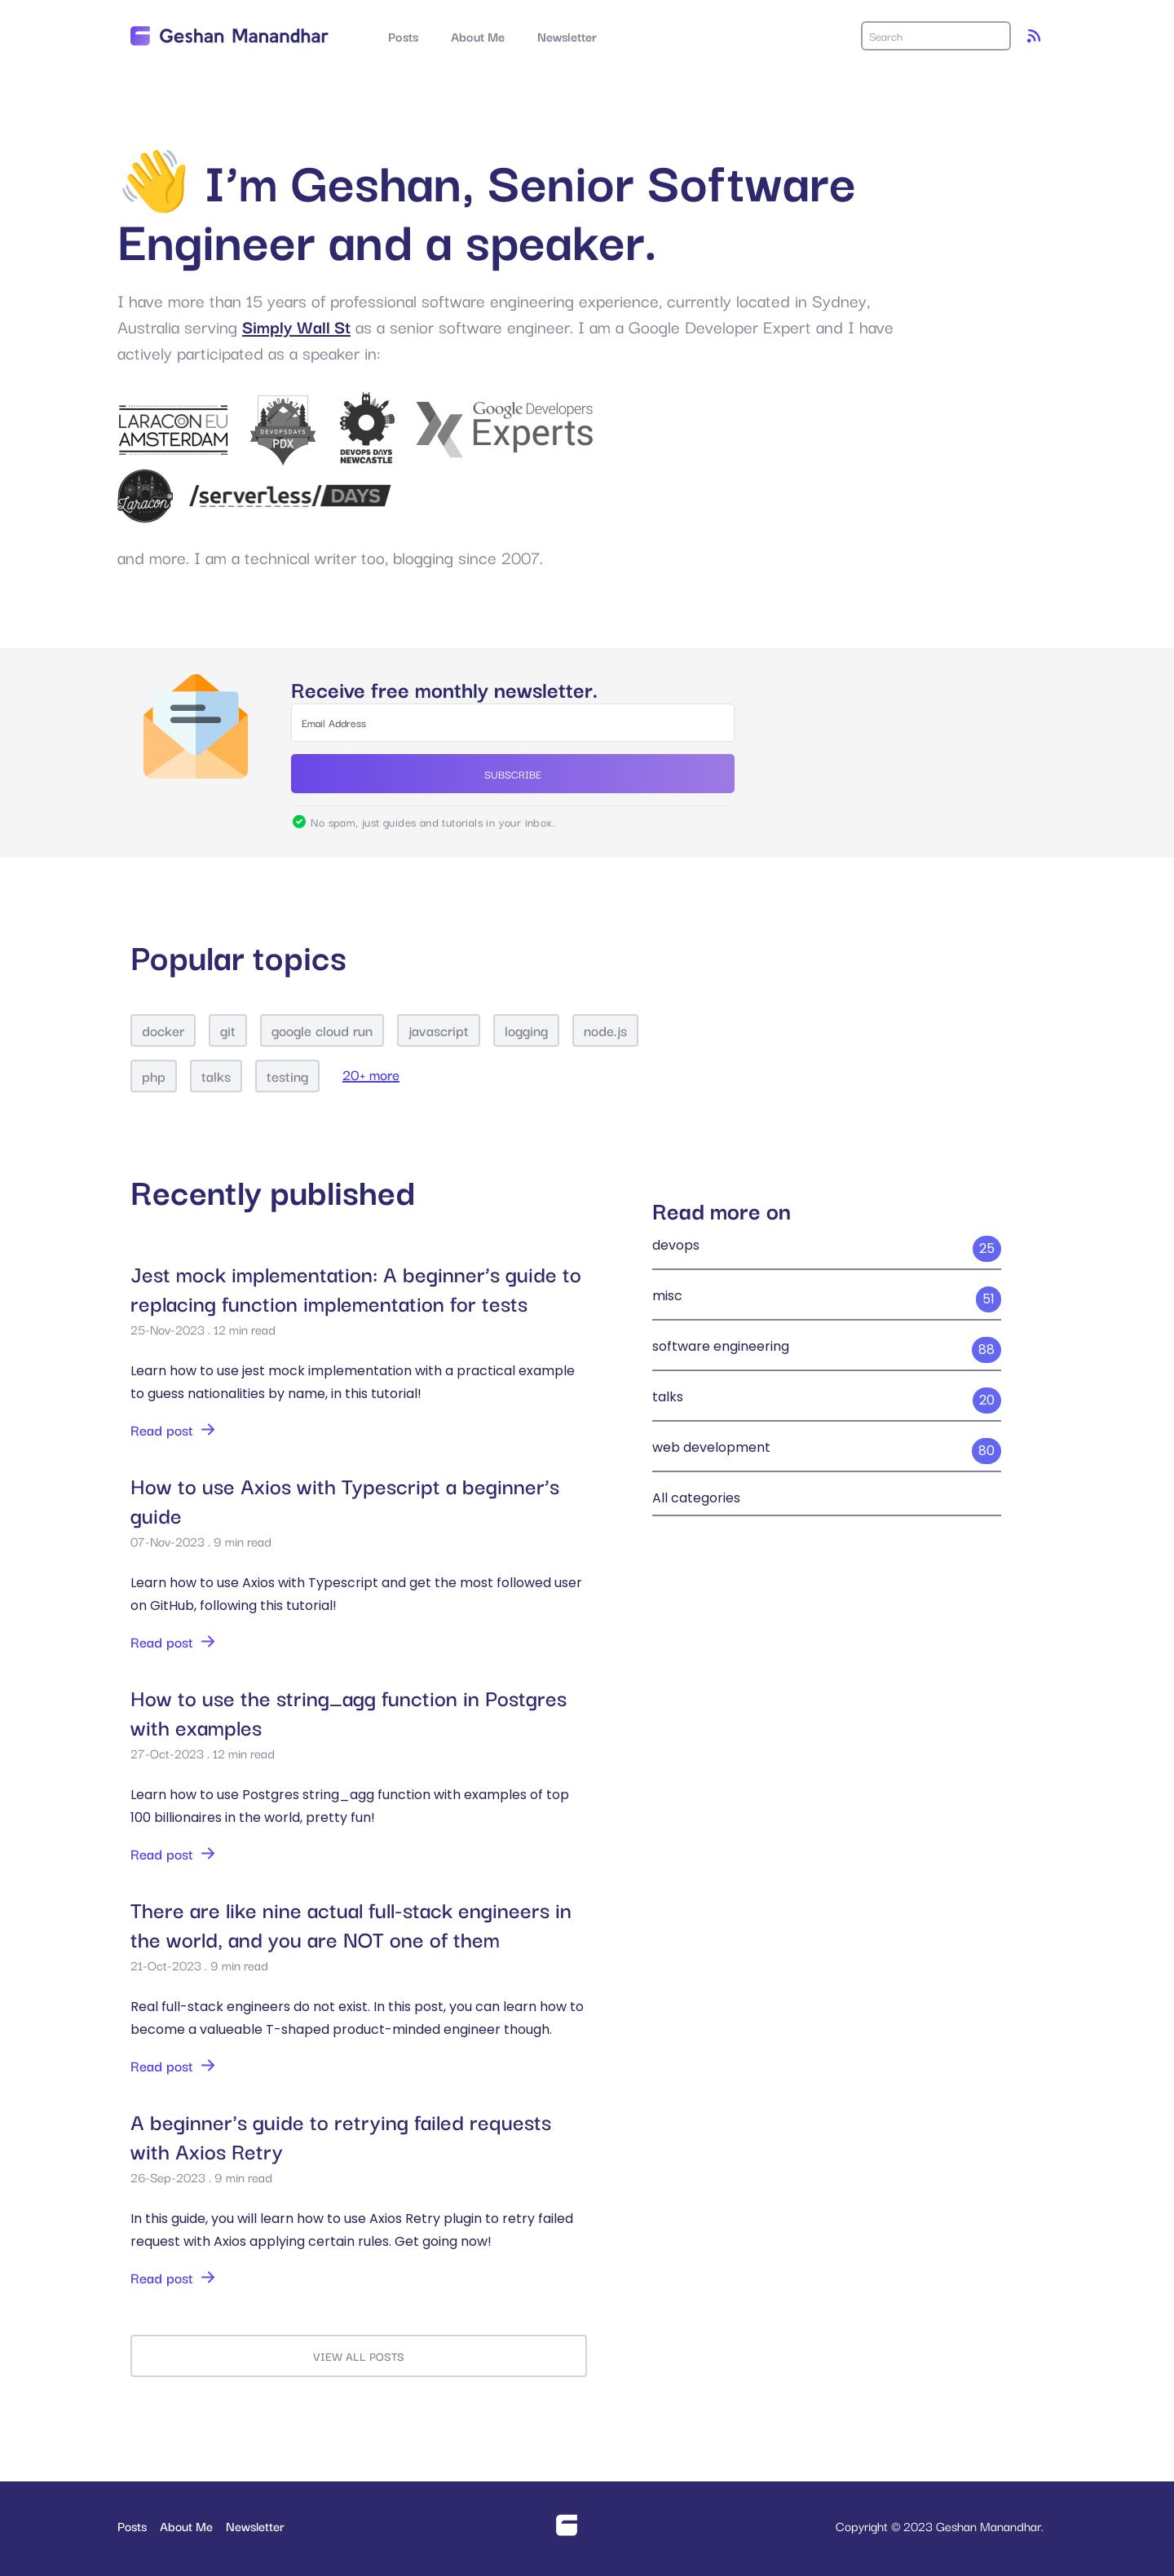 Geshan Manandhar
Posts
About Me
Newsletter
Search
👋 I’m Geshan, Senior Software
Engineer and a speaker.
I have more than 15 years of professional software engineering experience, currently located in Sydney,
Australia serving Simply Wall St as a senior software engineer. I am a Google Developer Expert and I have
actively participated as a speaker in:
LARACON EU
AMSTERDAM
PORTLAND
DEVOPSDAYS
PDX
DEVOPS DAYS
NEWCASTLE
Google Developers
Experts
Laracon
/serverless/DAYS
and more. I am a technical writer too, blogging since 2007.
Receive free monthly newsletter.
Email Address
SUBSCRIBE
No spam, just guides and tutorials in your inbox.
Popular topics
docker
git
google cloud run
javascript
logging
node.js
php
talks
testing
20+ more
Recently published
Jest mock implementation: A beginner’s guide to
replacing function implementation for tests
25-Nov-2023 . 12 min read
Learn how to use jest mock implementation with a practical example
to guess nationalities by name, in this tutorial!
Read post
How to use Axios with Typescript a beginner’s
guide
07-Nov-2023 . 9 min read
Learn how to use Axios with Typescript and get the most followed user
on GitHub, following this tutorial!
Read post
How to use the string_agg function in Postgres
with examples
27-Oct-2023 . 12 min read
Learn how to use Postgres string_agg function with examples of top
100 billionaires in the world, pretty fun!
Read post
There are like nine actual full-stack engineers in
the world, and you are NOT one of them
21-Oct-2023 . 9 min read
Real full-stack engineers do not exist. In this post, you can learn how to
become a valueable T-shaped product-minded engineer though.
Read post
A beginner’s guide to retrying failed requests
with Axios Retry
26-Sep-2023 . 9 min read
In this guide, you will learn how to use Axios Retry plugin to retry failed
request with Axios applying certain rules. Get going now!
Read post
VIEW ALL POSTS
Read more on
devops 25
misc 51
software engineering 88
talks 20
web development 80
All categories
Posts
About Me
Newsletter
Copyright © 2023 Geshan Manandhar.